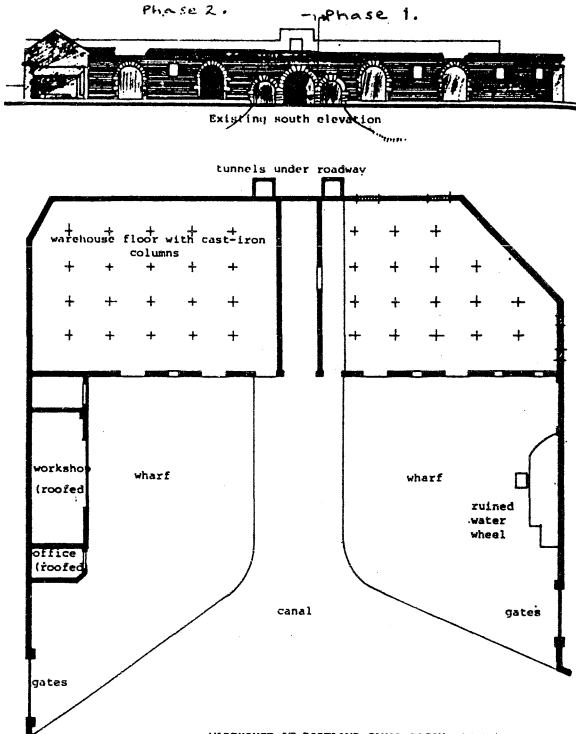 Phase 2.
Phase 1.
Existing south elevation
tunnels under roadway
warehouse floor with cast-iron
columns
workshop
(roofed
wharf
wharf
ruined
water
wheel
office
(roofed
canal
gates
gates